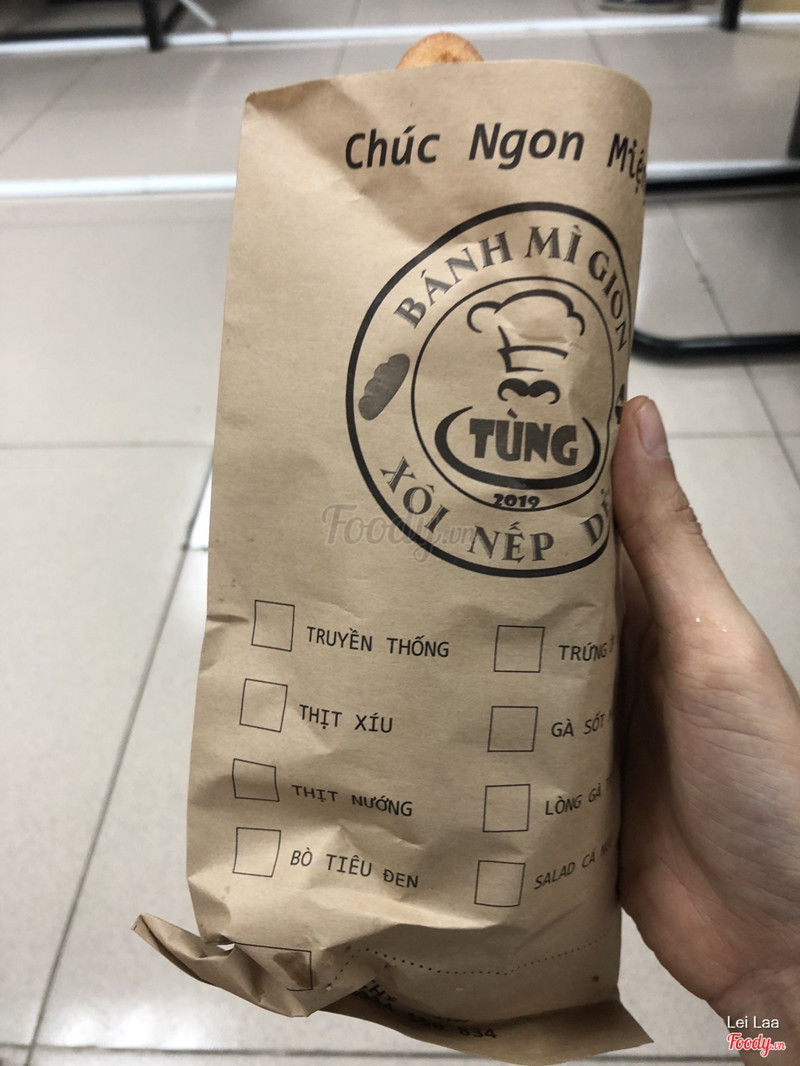 Chúc Ngon
BÁNH MÌ GIÒN
TÙNG
2019
XÔI NẾP
TRUYỀN THỐNG
TRỨNG
THỊT XÍU
GÀ SỐT
THỊT NƯỚNG
LÒNG GÀ
BÒ TIÊU ĐEN
SALAD CÁ
834
Foody.vn
Lei Laa
Foody.vn